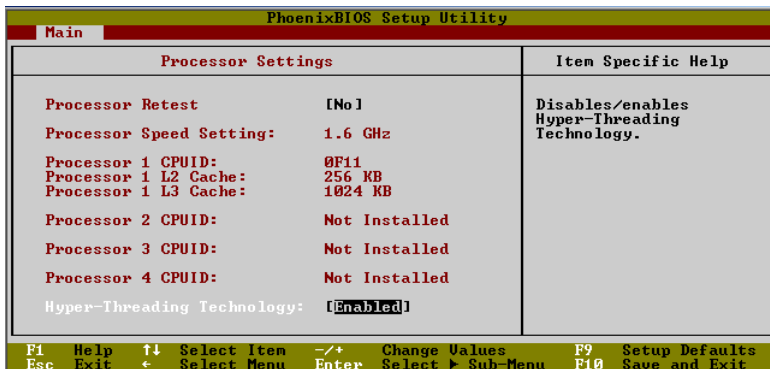 PhoenixBIOS Setup Utility
Main
Processor Settings
Item Specific Help
Processor Retest [No]
Processor Speed Setting: 1.6 GHz
Processor 1 CPUID: 0F11
Processor 1 L2 Cache: 256 KB
Processor 1 L3 Cache: 1024 KB
Processor 2 CPUID: Not Installed
Processor 3 CPUID: Not Installed
Processor 4 CPUID: Not Installed
Hyper-Threading Technology: [Enabled]
Disables/enables
Hyper-Threading
Technology.
F1 Help ↑↓ Select Item -/+ Change Values F9 Setup Defaults
Esc Exit ← Select Menu Enter Select ▶ Sub-Menu F10 Save and Exit